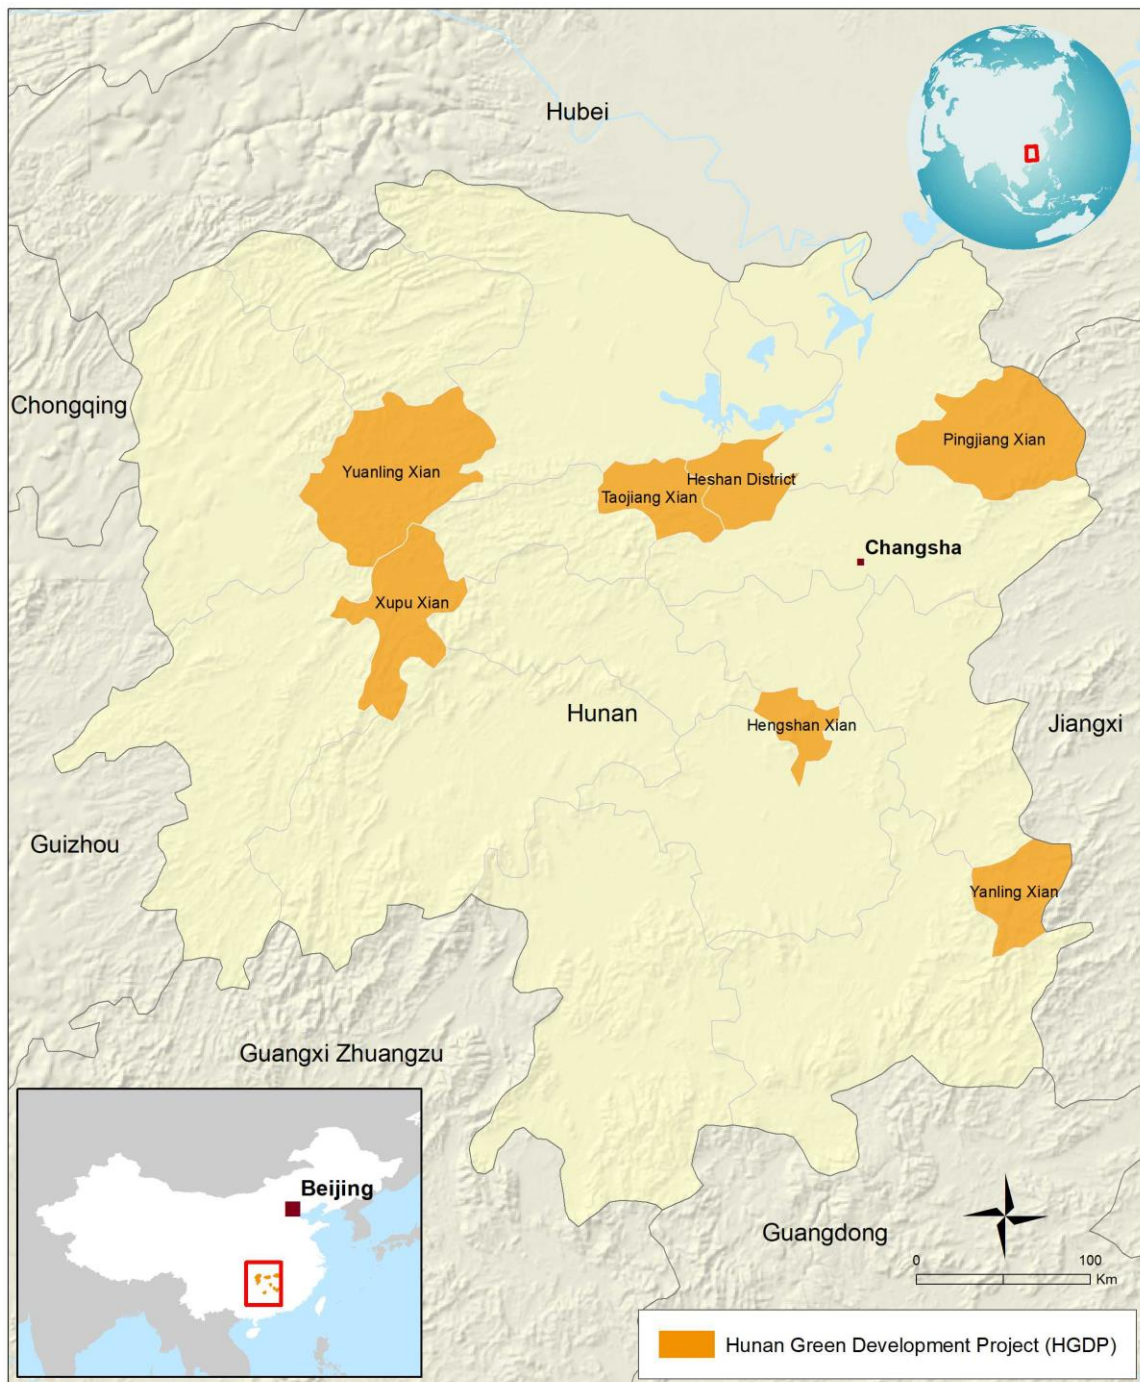 Hubei
Chongqing
Pingjiang Xian
Yuanling Xian
Heshan District
Taojiang Xian
Changsha
Xupu Xian
Hunan
Hengshan Xian
Jiangxi
Guizhou
Yanling Xian
Guangxi Zhuangzu
Beijing
Guangdong
0 100
Km
Hunan Green Development Project (HGDP)